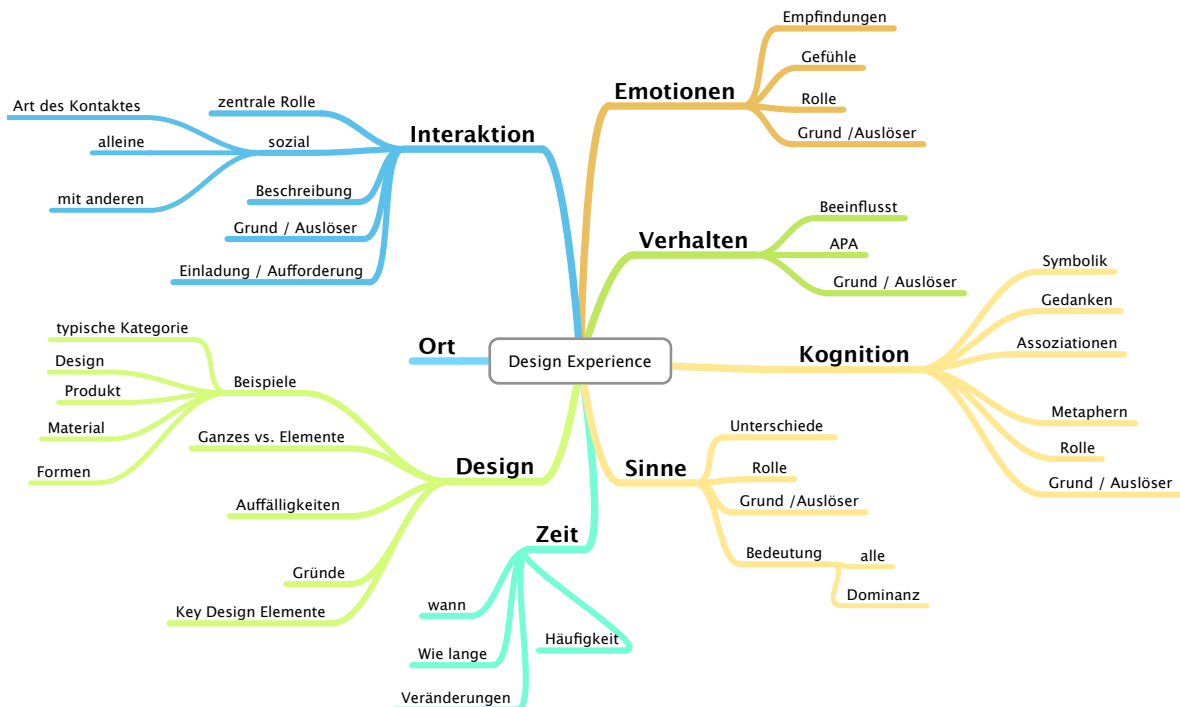 Design Experience
Emotionen
Empfindungen
Gefühle
Rolle
Grund /Auslöser
Verhalten
Beeinflusst
APA
Grund / Auslöser
Kognition
Symbolik
Gedanken
Assoziationen
Metaphern
Rolle
Grund / Auslöser
Sinne
Unterschiede
Rolle
Grund /Auslöser
Bedeutung
alle
Dominanz
Zeit
wann
Wie lange
Veränderungen
Häufigkeit
Design
Beispiele
typische Kategorie
Design
Produkt
Material
Formen
Ganzes vs. Elemente
Auffälligkeiten
Gründe
Key Design Elemente
Ort
Interaktion
zentrale Rolle
sozial
Art des Kontaktes
alleine
mit anderen
Beschreibung
Grund / Auslöser
Einladung / Aufforderung